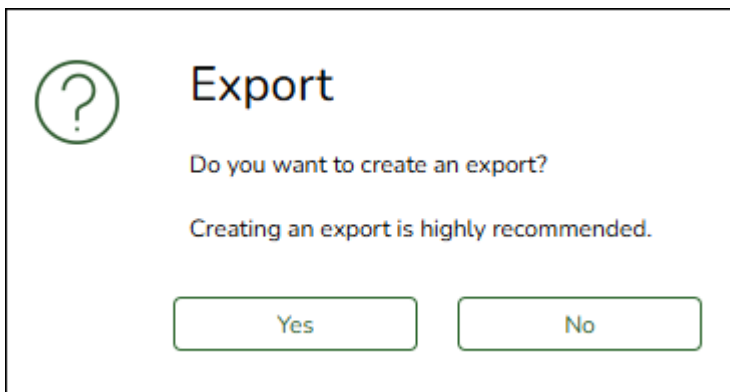 Export
Do you want to create an export?
Creating an export is highly recommended.
Yes
No